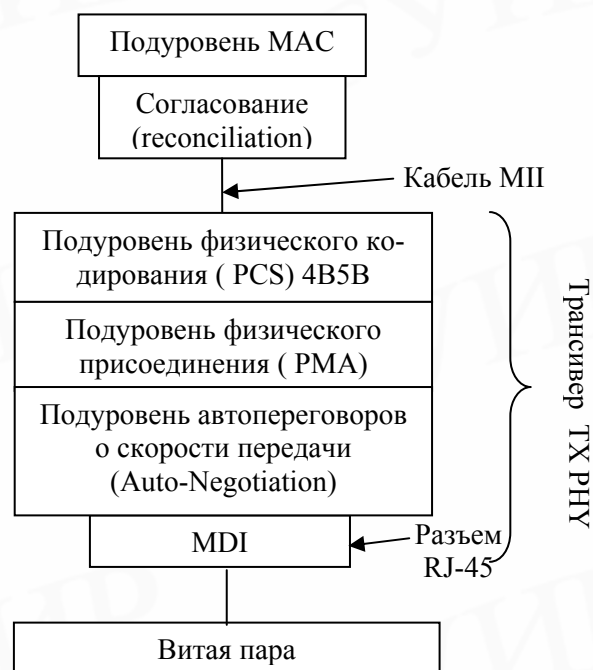 Подуровень MAC
Согласование
(reconciliation)
Кабель MII
Подуровень физического ко-
дирования ( PCS) 4B5B
Подуровень физического
присоединения ( PMA)
Подуровень автопереговоров
о скорости передачи
(Auto-Negotiation)
Трансивер TX PHY
MDI
Разъем
RJ-45
Витая пара